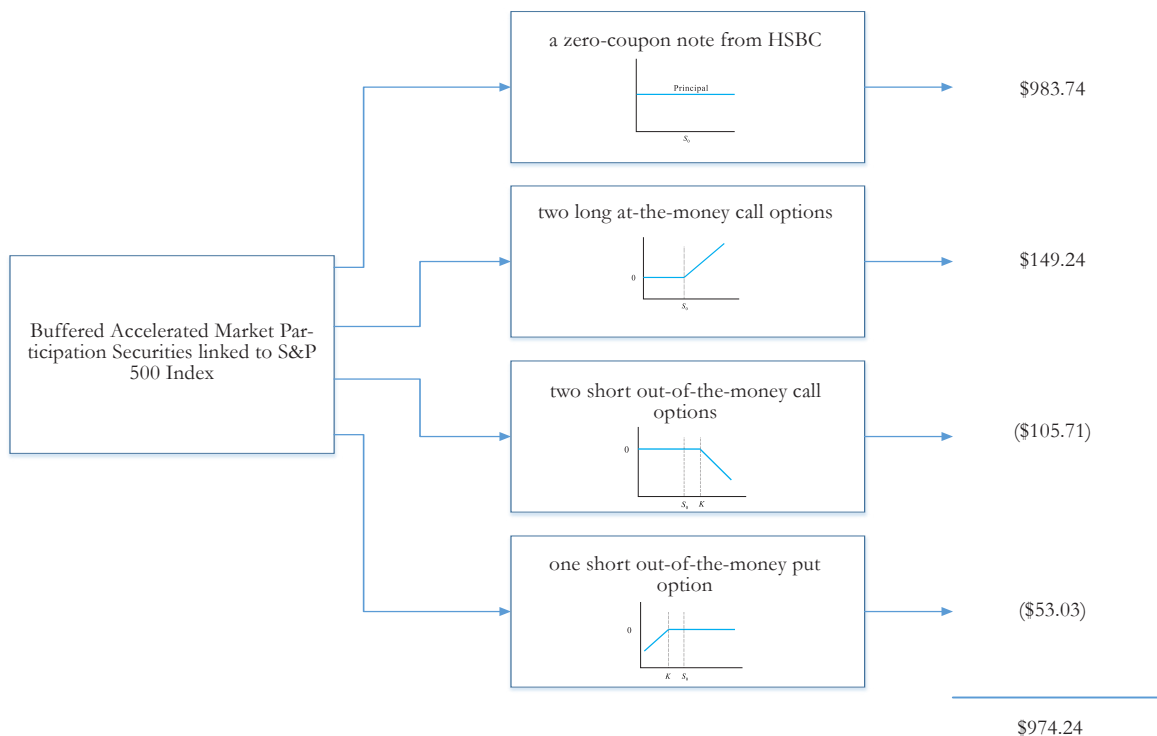 a zero-coupon note from HSBC
Principal
S₀
$983.74
two long at-the-money call options
0
S₀
$149.24
Buffered Accelerated Market Par-
ticipation Securities linked to S&P
500 Index
two short out-of-the-money call
options
0
S₀ K
($105.71)
one short out-of-the-money put
option
0
K S₀
($53.03)
$974.24